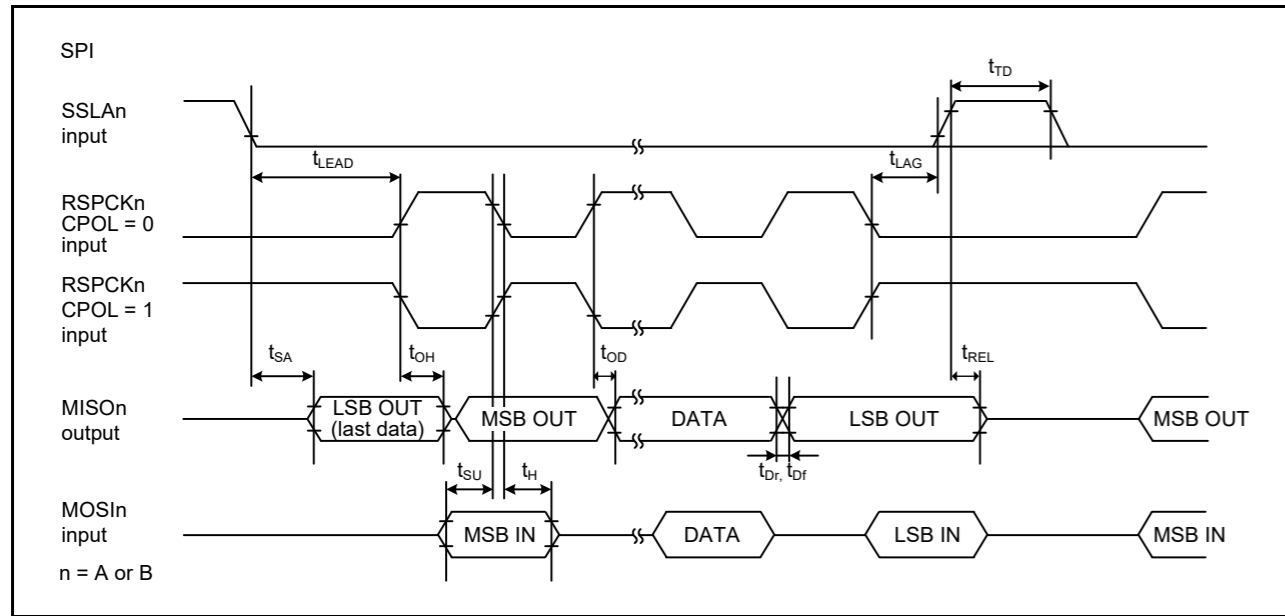 SPI
SSLAn
input
tTD
tLEAD
tLAG
RSPCKn
CPOL = 0
input
RSPCKn
CPOL = 1
input
tSA
tOH
tOD
tREL
MISOn
output
LSB OUT
(last data)
MSB OUT
DATA
LSB OUT
MSB OUT
tSU
tH
tDr, tDf
MOSIn
input
MSB IN
DATA
LSB IN
MSB IN
n = A or B